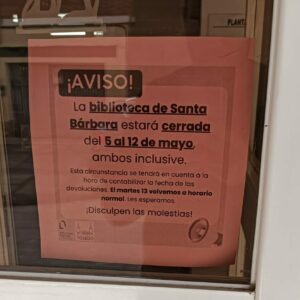 PLANT
¡AVISO!
La biblioteca de Santa
Bárbara estará cerrada
del 5 al 12 de mayo,
ambos inclusive.
Esta circunstancia se tendrá en cuenta a la
hora de contabilizar la fecha de las
devoluciones. El martes 13 volvemos a horario
normal. Les esperamos.
¡Disculpen las molestias!